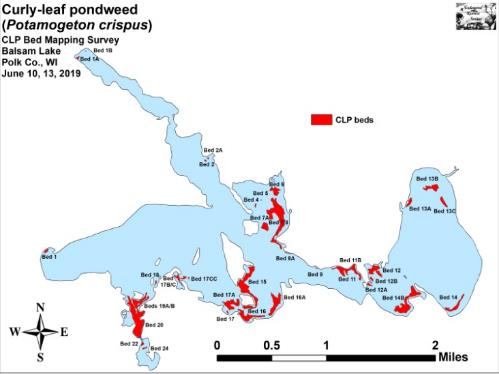 Curly-leaf pondweed
(Potamogeton crispus)
CLP Bed Mapping Survey
Balsam Lake
Polk Co., WI
June 10, 13, 2019
Bed 1B
Bed 1A
CLP beds
Bed 2A
Bed 2
Bed 6
Bed 5
Bed 4
Bed 7A
Bed 8A
Bed 13B
Bed 13A
Bed 13C
Bed 1
Bed 9
Bed 11B
Bed 11
Bed 12
Bed 12B
Bed 12A
Bed 14B
Bed 14
Bed 18
Bed
17B/C
Bed 17CC
Bed 15
Bed 17A
Bed 16A
Bed 16
Bed 17
Beds 19A/B
Bed 20
Bed 22
Bed 24
N
W
E
S
0
0.5
1
2
Miles